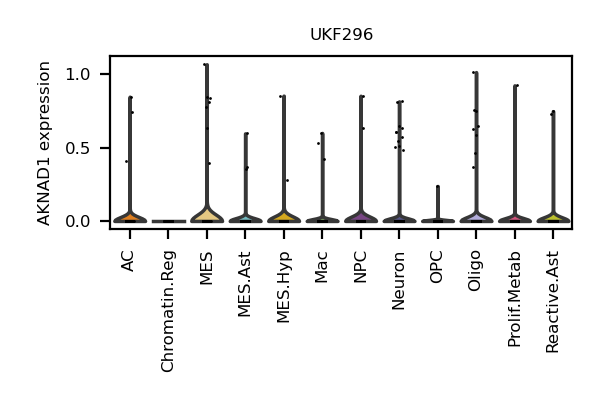 UKF296
AKNAD1 expression
1.0
0.5
0.0
AC
Chromatin.Reg
MES
MES.Ast
MES.Hyp
Mac
NPC
Neuron
OPC
Oligo
Prolif.Metab
Reactive.Ast